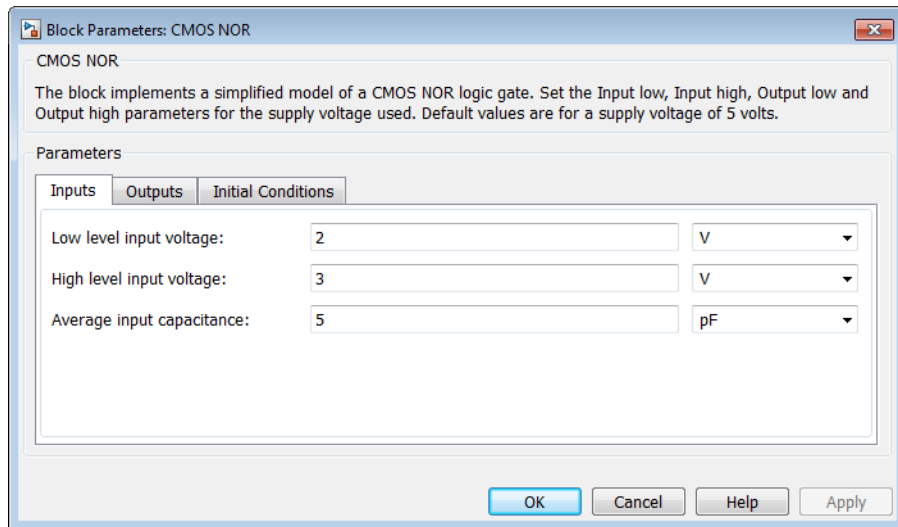 Block Parameters: CMOS NOR
CMOS NOR
The block implements a simplified model of a CMOS NOR logic gate. Set the Input low, Input high, Output low and
Output high parameters for the supply voltage used. Default values are for a supply voltage of 5 volts.
Parameters
Inputs Outputs Initial Conditions
Low level input voltage: 2 V
High level input voltage: 3 V
Average input capacitance: 5 pF
OK Cancel Help Apply